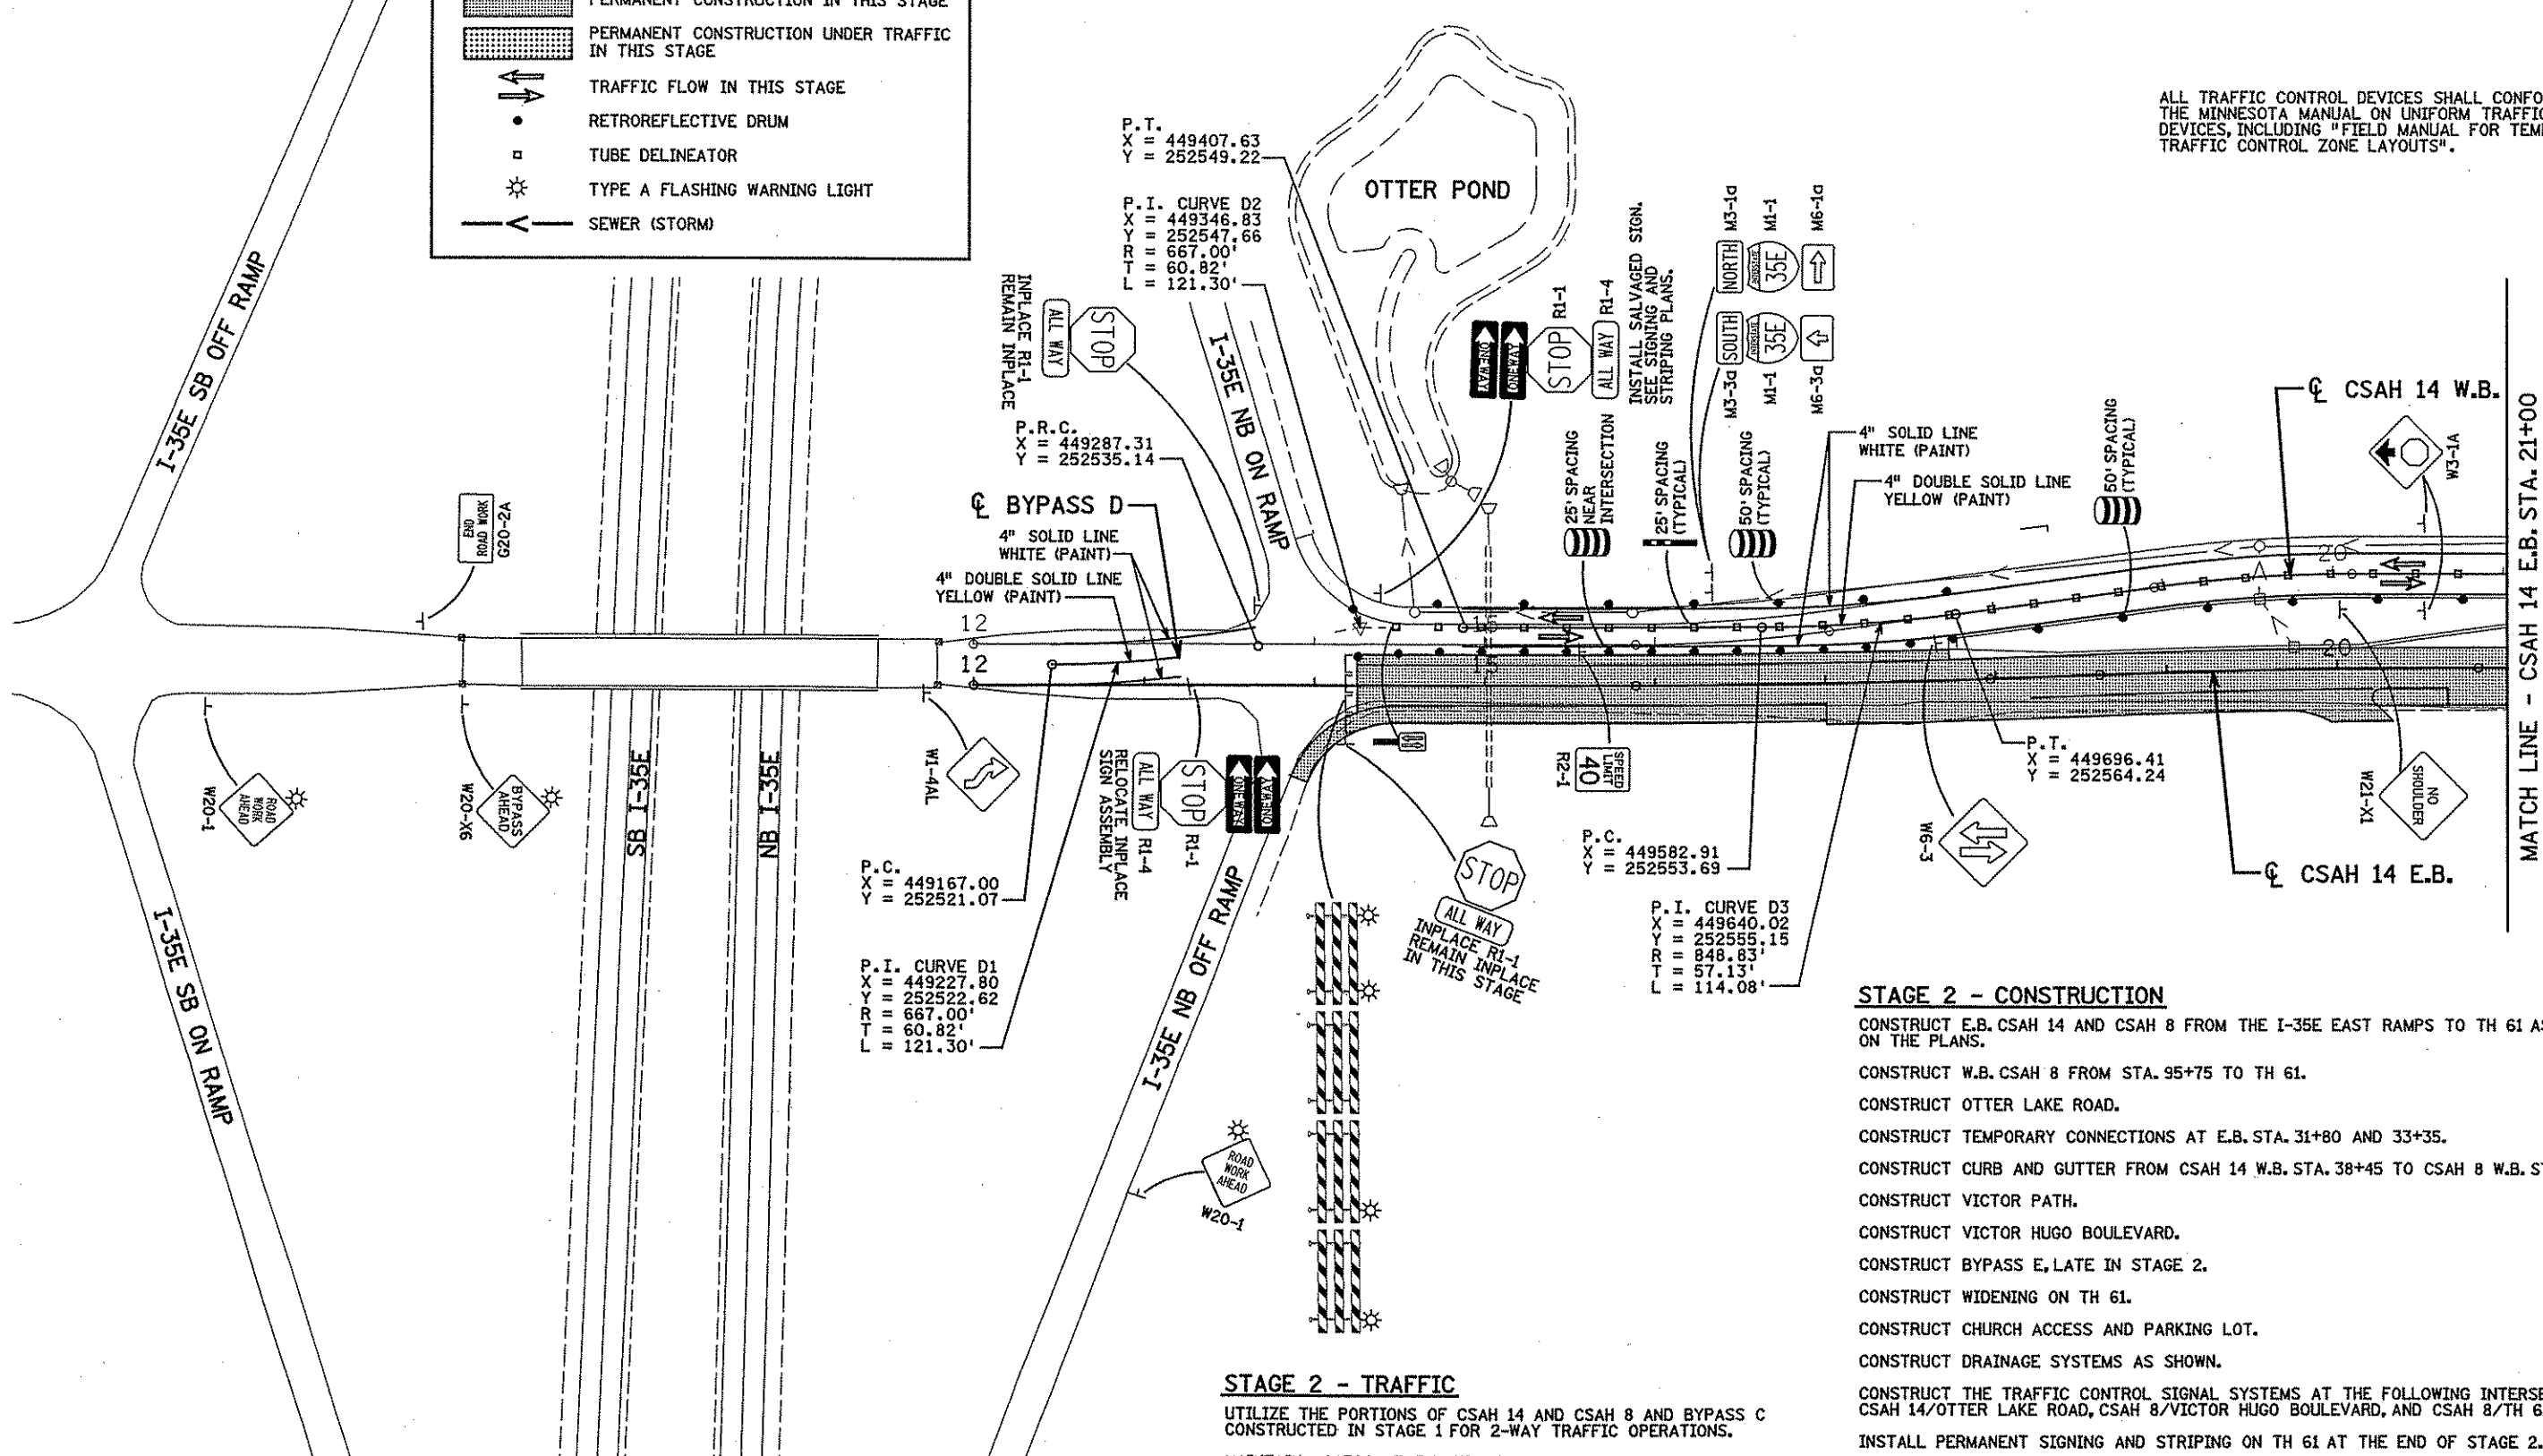 PERMANENT CONSTRUCTION IN THIS STAGE
PERMANENT CONSTRUCTION UNDER TRAFFIC
IN THIS STAGE
TRAFFIC FLOW IN THIS STAGE
RETROREFLECTIVE DRUM
TUBE DELINEATOR
TYPE A FLASHING WARNING LIGHT
SEWER (STORM)
ALL TRAFFIC CONTROL DEVICES SHALL CONFO
THE MINNESOTA MANUAL ON UNIFORM TRAFFIC
DEVICES, INCLUDING "FIELD MANUAL FOR TEM
TRAFFIC CONTROL ZONE LAYOUTS".
P.T.
X = 449407.63
Y = 252549.22
P.I. CURVE D2
X = 449346.83
Y = 252547.66
R = 667.00'
T = 60.82'
L = 121.30'
OTTER POND
I-35E SB OFF RAMP
INPLACE R1-1
REMAIN INPLACE
ALL WAY
STOP
P.R.C.
X = 449287.31
Y = 252535.14
I-35E NB ON RAMP
ONEWAY
ONEWAY
STOP
R1-1
ALL WAY
R1-4
INSTALL SALVAGED SIGN.
SEE SIGNING AND
STRIPING PLANS.
M3-1a
M1-1
M6-1a
NORTH
INTERSTATE
35E
SOUTH
INTERSTATE
35E
M3-3a
M1-1
M6-3a
25' SPACING
NEAR
INTERSECTION
25' SPACING
(TYPICAL)
50' SPACING
(TYPICAL)
4" SOLID LINE
WHITE (PAINT)
4" DOUBLE SOLID LINE
YELLOW (PAINT)
50' SPACING
(TYPICAL)
℄ CSAH 14 W.B.
W3-1A
MATCH LINE - CSAH 14 E.B. STA. 21+00
END
ROAD WORK
G20-2A
℄ BYPASS D
4" SOLID LINE
WHITE (PAINT)
4" DOUBLE SOLID LINE
YELLOW (PAINT)
12
12
15
20
20
ROAD
WORK
AHEAD
W20-1
BYPASS
AHEAD
W20-X6
SB I-35E
NB I-35E
W1-4AL
RELOCATE INPLACE
SIGN ASSEMBLY
ALL WAY
R1-4
STOP
R1-1
ONEWAY
ONEWAY
P.C.
X = 449167.00
Y = 252521.07
P.I. CURVE D1
X = 449227.80
Y = 252522.62
R = 667.00'
T = 60.82'
L = 121.30'
STOP
ALL WAY
INPLACE R1-1
REMAIN INPLACE
IN THIS STAGE
R2-1
SPEED
LIMIT
40
P.C.
X = 449582.91
Y = 252553.69
P.I. CURVE D3
X = 449640.02
Y = 252555.15
R = 848.83'
T = 57.13'
L = 114.08'
W6-3
P.T.
X = 449696.41
Y = 252564.24
NO
SHOULDER
W21-X1
℄ CSAH 14 E.B.
I-35E SB ON RAMP
I-35E NB OFF RAMP
ROAD
WORK
AHEAD
W20-1
STAGE 2 - CONSTRUCTION
CONSTRUCT E.B. CSAH 14 AND CSAH 8 FROM THE I-35E EAST RAMPS TO TH 61 AS
ON THE PLANS.
CONSTRUCT W.B. CSAH 8 FROM STA. 95+75 TO TH 61.
CONSTRUCT OTTER LAKE ROAD.
CONSTRUCT TEMPORARY CONNECTIONS AT E.B. STA. 31+80 AND 33+35.
CONSTRUCT CURB AND GUTTER FROM CSAH 14 W.B. STA. 38+45 TO CSAH 8 W.B. ST
CONSTRUCT VICTOR PATH.
CONSTRUCT VICTOR HUGO BOULEVARD.
CONSTRUCT BYPASS E, LATE IN STAGE 2.
CONSTRUCT WIDENING ON TH 61.
CONSTRUCT CHURCH ACCESS AND PARKING LOT.
CONSTRUCT DRAINAGE SYSTEMS AS SHOWN.
CONSTRUCT THE TRAFFIC CONTROL SIGNAL SYSTEMS AT THE FOLLOWING INTERSE
CSAH 14/OTTER LAKE ROAD, CSAH 8/VICTOR HUGO BOULEVARD, AND CSAH 8/TH 6
INSTALL PERMANENT SIGNING AND STRIPING ON TH 61 AT THE END OF STAGE 2.
STAGE 2 - TRAFFIC
UTILIZE THE PORTIONS OF CSAH 14 AND CSAH 8 AND BYPASS C
CONSTRUCTED IN STAGE 1 FOR 2-WAY TRAFFIC OPERATIONS.